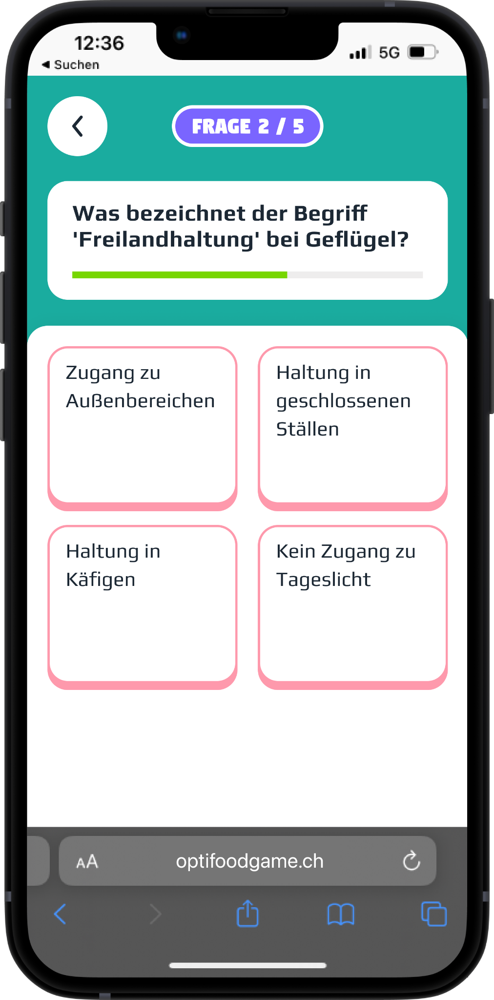 12:36
◀ Suchen
5G
FRAGE 2 / 5
Was bezeichnet der Begriff
'Freilandhaltung' bei Geflügel?
Zugang zu
Außenbereichen
Haltung in
geschlossenen
Ställen
Haltung in
Käfigen
Kein Zugang zu
Tageslicht
AA
optifoodgame.ch